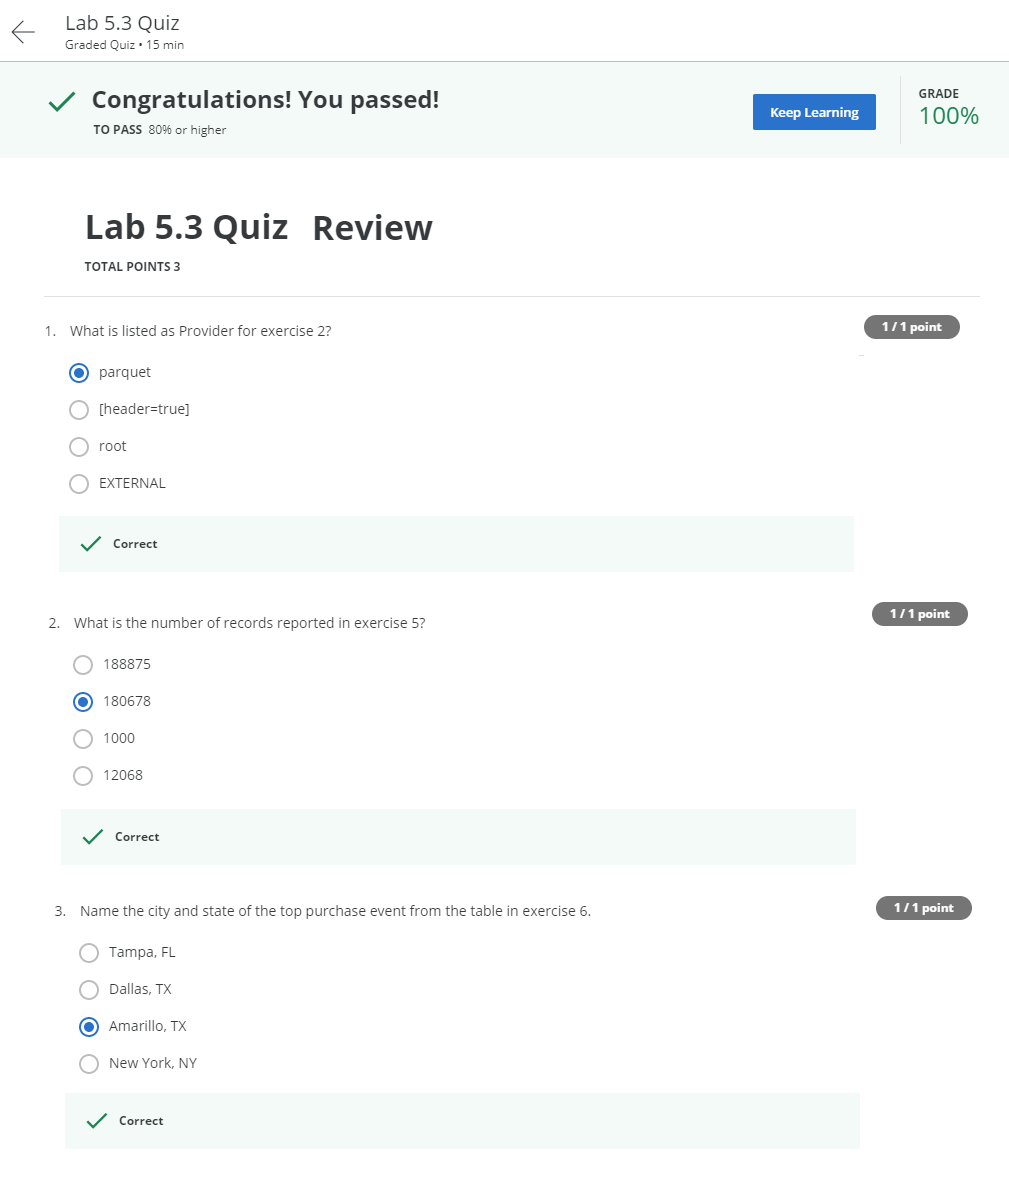 Lab 5.3 Quiz
Graded Quiz • 15 min
Congratulations! You passed!
TO PASS 80% or higher
Keep Learning
GRADE
100%
Lab 5.3 Quiz Review
TOTAL POINTS 3
1. What is listed as Provider for exercise 2?
1 / 1 point
parquet
[header=true]
root
EXTERNAL
Correct
2. What is the number of records reported in exercise 5?
1 / 1 point
188875
180678
1000
12068
Correct
3. Name the city and state of the top purchase event from the table in exercise 6.
1 / 1 point
Tampa, FL
Dallas, TX
Amarillo, TX
New York, NY
Correct